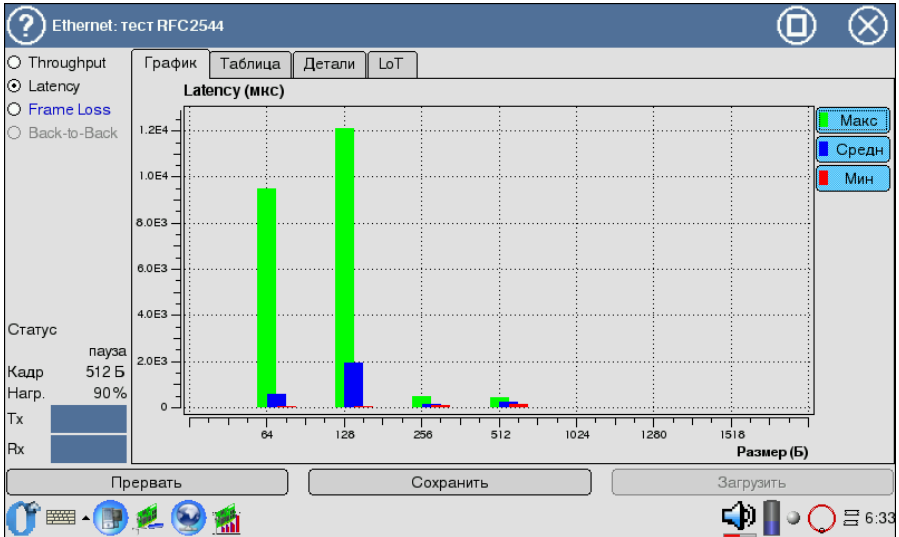 Ethernet: тест RFC2544
Throughput
Latency
Frame Loss
Back-to-Back
График Таблица Детали LoT
Latency (мкс)
1.2E4
1.0E4
8.0E3
6.0E3
4.0E3
2.0E3
0
64 128 256 512 1024 1280 1518
Размер (Б)
Макс
Средн
Мин
Статус
пауза
Кадр 512 Б
Нагр. 90%
Tx
Rx
Прервать Сохранить Загрузить
6:33